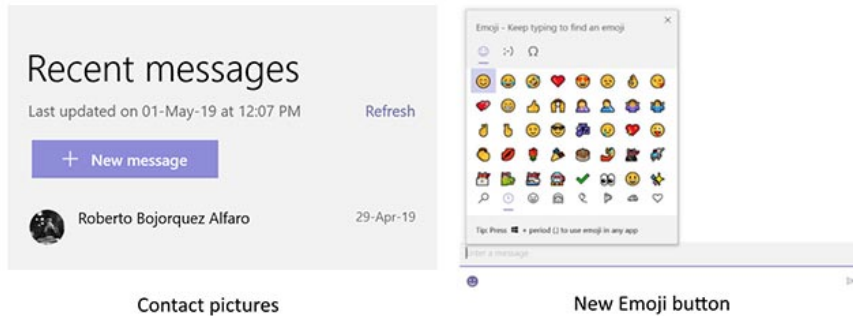 Recent messages
Last updated on 01-May-19 at 12:07 PM
Refresh
+ New message
Roberto Bojorquez Alfaro
29-Apr-19
Contact pictures
Emoji - Keep typing to find an emoji
;-)
Ω
Tip: Press + period (.) to use emoji in any app
Enter a message
New Emoji button